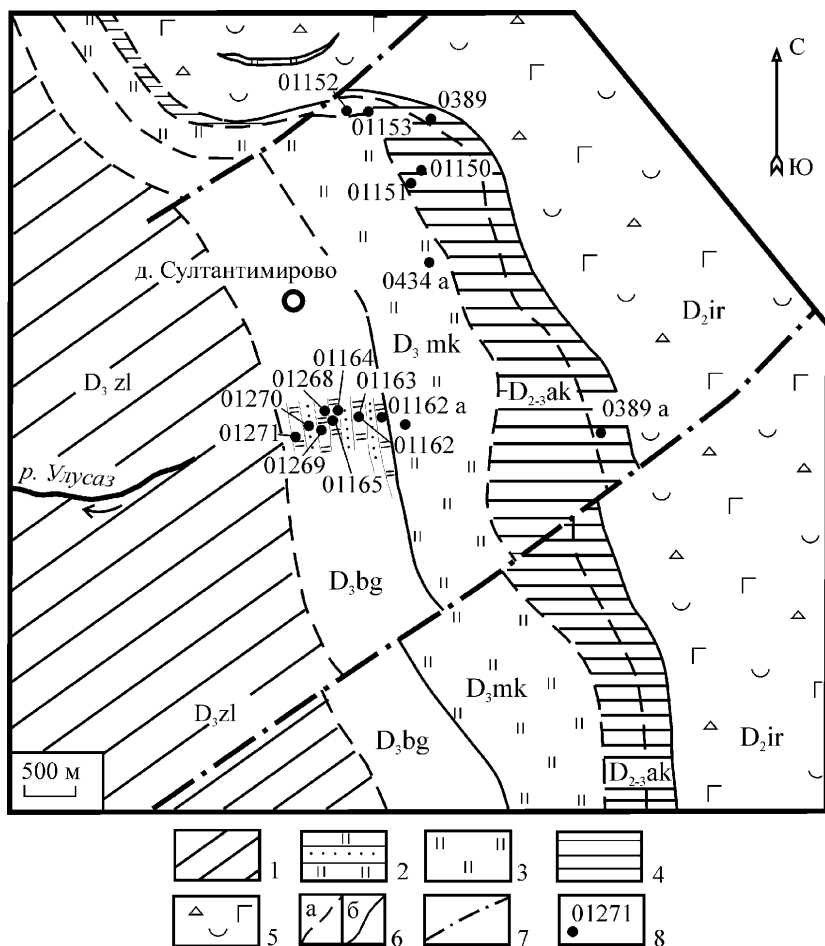 С
01152
0389
01153
01150
Ю
01151
д. Султантимирово
0434 а
D₂ir
D₃ mk
D₃ zl
01164
01268
01163
D₂₋₃ak
01270
01162 а
0389 а
01271
01162
01269
01165
р. Улусаз
D₃bg
D₃mk
D₃zl
D₃bg
D₂ir
500 м
D₂₋₃ak
1
2
3
4
5
а
б
6
7
01271
8